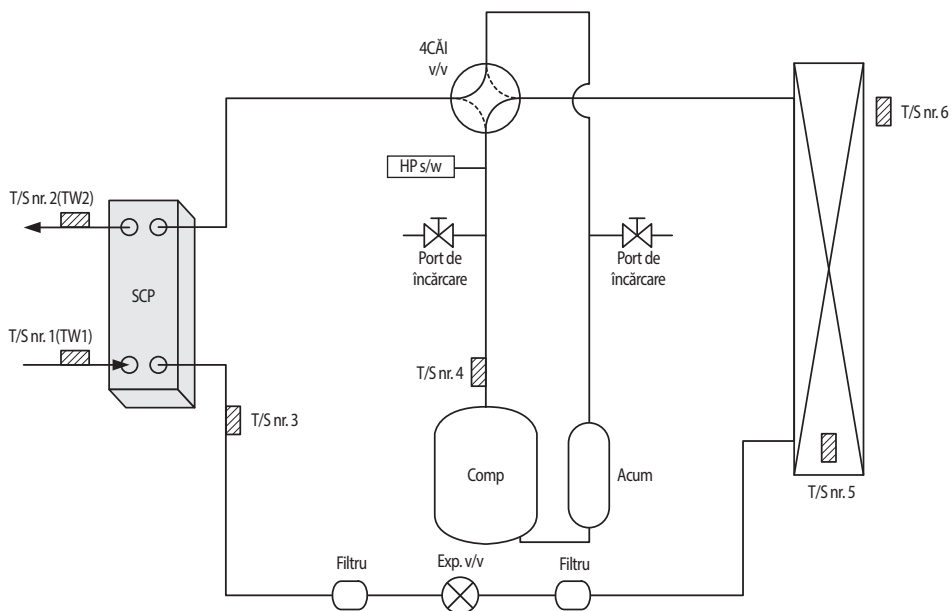 4CĂI
v/v
T/S nr. 6
HP s/w
T/S nr. 2(TW2)
Port de
încărcare
Port de
încărcare
SCP
T/S nr. 1(TW1)
T/S nr. 4
T/S nr. 3
Comp
Acum
T/S nr. 5
Filtru
Exp. v/v
Filtru